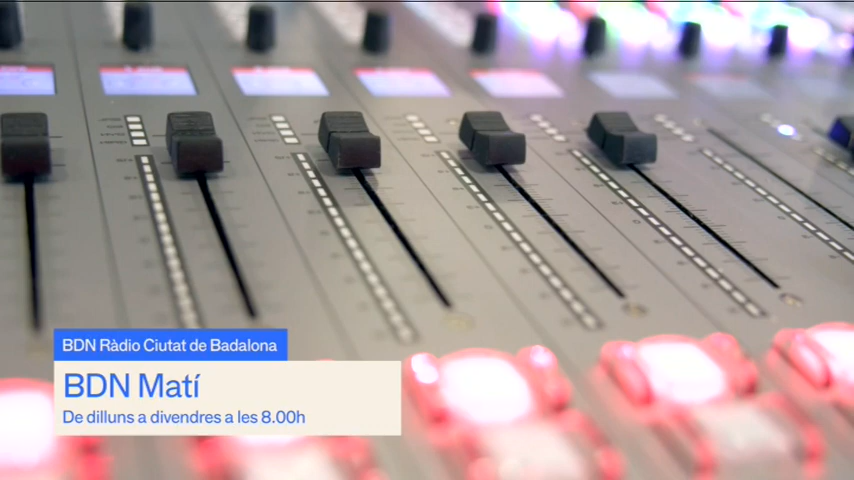 BDN Ràdio Ciutat de Badalona
BDN Matí
De dilluns a divendres a les 8.00h